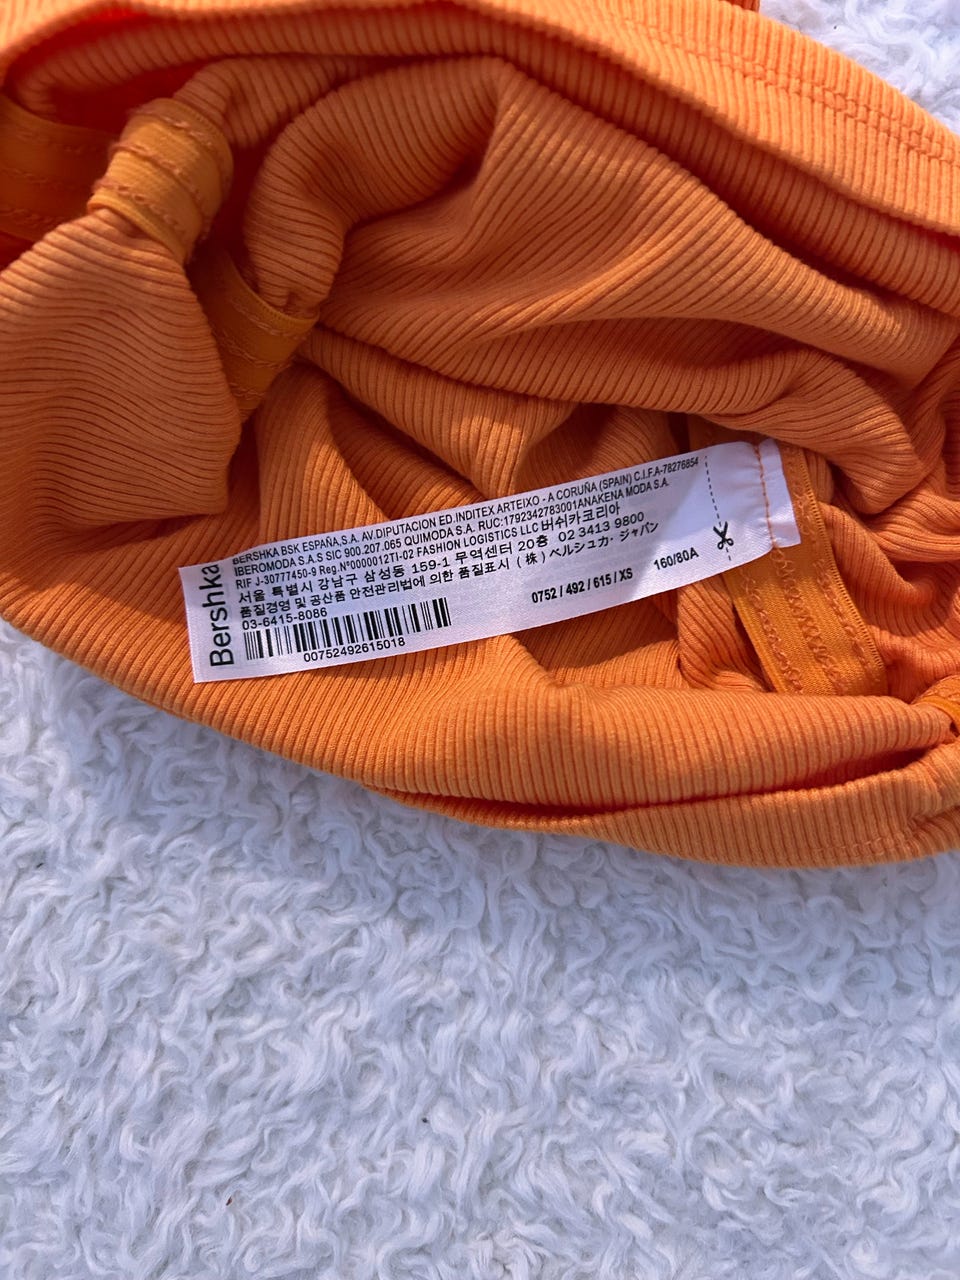 Bershka
BERSHKA BSK ESPAÑA,S.A. AV.DIPUTACION ED.INDITEX ARTEIXO - A CORUÑA (SPAIN) C.I.F.A-78276854
IBEROMODA S.A.S SIC 900.207.065 QUIMODA S.A. RUC:1792342783001ANAKENA MODA S.A.
RIF J-30777450-9 Reg.N°0000012TI-02 FASHION LOGISTICS LLC버쉬카코리아
서울 특별시 강남구 삼성동 159-1 무역센터 20층 02 3413 9800
품질경영 및 공산품 안전관리법에 의한 품질표시 (株) ベルシュカ・ジャパン
03-6415-8086
00752492615018
0752 / 492 / 615 / XS
160/80A